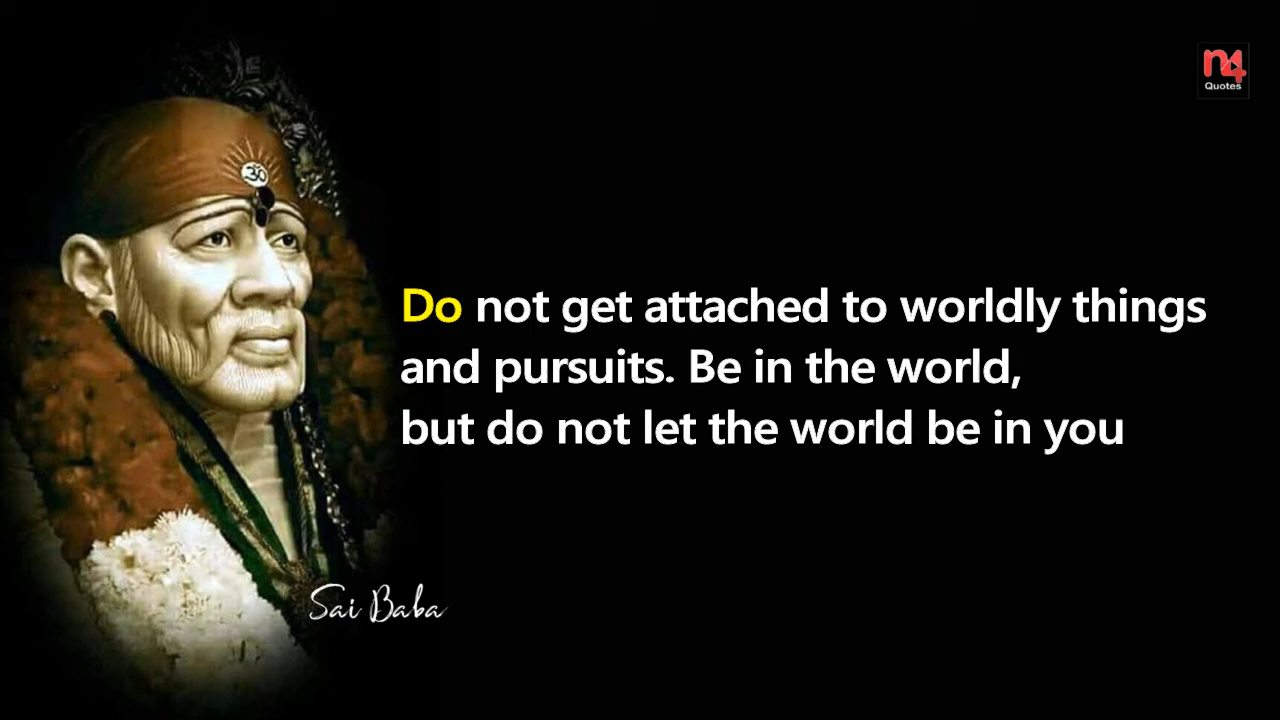 n4
Quotes
ॐ
Do not get attached to worldly things
and pursuits. Be in the world,
but do not let the world be in you
Sai Baba